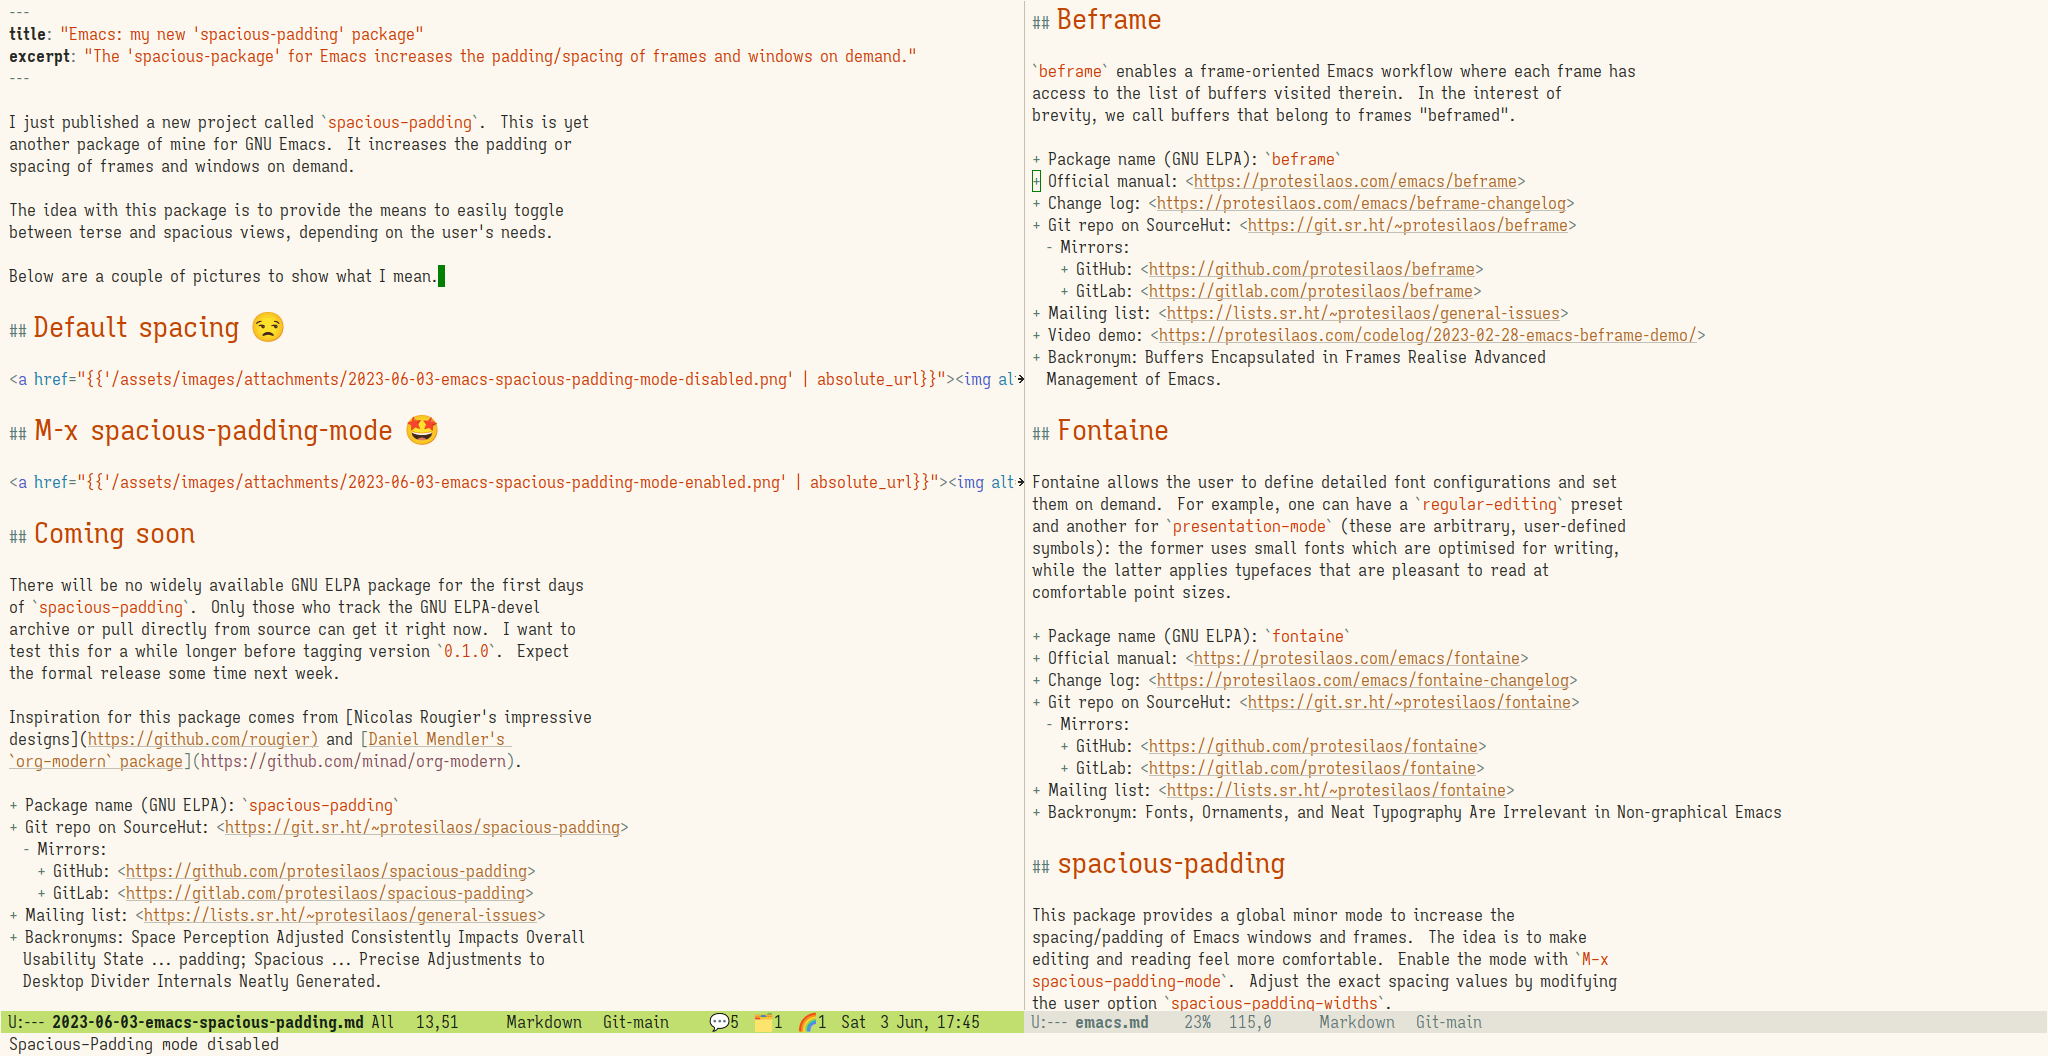 ---
title: "Emacs: my new 'spacious-padding' package"
excerpt: "The 'spacious-package' for Emacs increases the padding/spacing of frames and windows on demand."
---
I just published a new project called `spacious-padding`.  This is yet
another package of mine for GNU Emacs.  It increases the padding or
spacing of frames and windows on demand.
The idea with this package is to provide the means to easily toggle
between terse and spacious views, depending on the user's needs.
Below are a couple of pictures to show what I mean.
## Default spacing 😒
<a href="{{'/assets/images/attachments/2023-06-03-emacs-spacious-padding-mode-disabled.png' | absolute_url}}"><img al
## M-x spacious-padding-mode 🤩
<a href="{{'/assets/images/attachments/2023-06-03-emacs-spacious-padding-mode-enabled.png' | absolute_url}}"><img alt
## Coming soon
There will be no widely available GNU ELPA package for the first days
of `spacious-padding`.  Only those who track the GNU ELPA-devel
archive or pull directly from source can get it right now.  I want to
test this for a while longer before tagging version `0.1.0`.  Expect
the formal release some time next week.
Inspiration for this package comes from [Nicolas Rougier's impressive
designs](https://github.com/rougier) and [Daniel Mendler's
`org-modern` package](https://github.com/minad/org-modern).
+ Package name (GNU ELPA): `spacious-padding`
+ Git repo on SourceHut: <https://git.sr.ht/~protesilaos/spacious-padding>
  - Mirrors:
    + GitHub: <https://github.com/protesilaos/spacious-padding>
    + GitLab: <https://gitlab.com/protesilaos/spacious-padding>
+ Mailing list: <https://lists.sr.ht/~protesilaos/general-issues>
+ Backronyms: Space Perception Adjusted Consistently Impacts Overall
  Usability State ... padding; Spacious ... Precise Adjustments to
  Desktop Divider Internals Neatly Generated.
U:--- 2023-06-03-emacs-spacious-padding.md All   13,51      Markdown   Git-main      💬5  🗂️1  🌈1  Sat  3 Jun, 17:45
Spacious-Padding mode disabled
## Beframe
`beframe` enables a frame-oriented Emacs workflow where each frame has
access to the list of buffers visited therein.  In the interest of
brevity, we call buffers that belong to frames "beframed".
+ Package name (GNU ELPA): `beframe`
+ Official manual: <https://protesilaos.com/emacs/beframe>
+ Change log: <https://protesilaos.com/emacs/beframe-changelog>
+ Git repo on SourceHut: <https://git.sr.ht/~protesilaos/beframe>
  - Mirrors:
    + GitHub: <https://github.com/protesilaos/beframe>
    + GitLab: <https://gitlab.com/protesilaos/beframe>
+ Mailing list: <https://lists.sr.ht/~protesilaos/general-issues>
+ Video demo: <https://protesilaos.com/codelog/2023-02-28-emacs-beframe-demo/>
+ Backronym: Buffers Encapsulated in Frames Realise Advanced
  Management of Emacs.
## Fontaine
Fontaine allows the user to define detailed font configurations and set
them on demand.  For example, one can have a `regular-editing` preset
and another for `presentation-mode` (these are arbitrary, user-defined
symbols): the former uses small fonts which are optimised for writing,
while the latter applies typefaces that are pleasant to read at
comfortable point sizes.
+ Package name (GNU ELPA): `fontaine`
+ Official manual: <https://protesilaos.com/emacs/fontaine>
+ Change log: <https://protesilaos.com/emacs/fontaine-changelog>
+ Git repo on SourceHut: <https://git.sr.ht/~protesilaos/fontaine>
  - Mirrors:
    + GitHub: <https://github.com/protesilaos/fontaine>
    + GitLab: <https://gitlab.com/protesilaos/fontaine>
+ Mailing list: <https://lists.sr.ht/~protesilaos/fontaine>
+ Backronym: Fonts, Ornaments, and Neat Typography Are Irrelevant in Non-graphical Emacs
## spacious-padding
This package provides a global minor mode to increase the
spacing/padding of Emacs windows and frames.  The idea is to make
editing and reading feel more comfortable.  Enable the mode with `M-x
spacious-padding-mode`.  Adjust the exact spacing values by modifying
the user option `spacious-padding-widths`.
U:--- emacs.md     23%  115,0      Markdown   Git-main